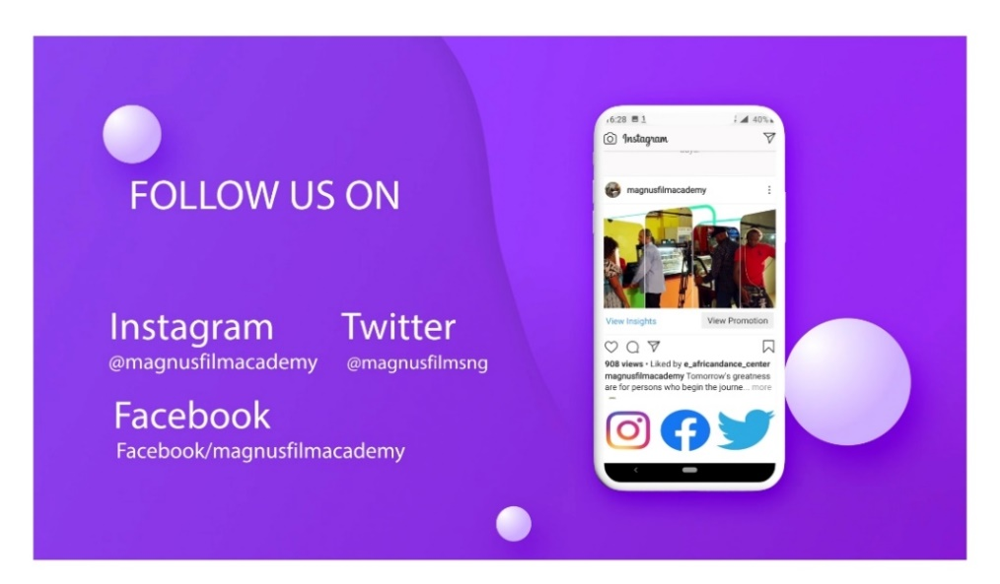 FOLLOW US ON
Instagram
@magnusfilmacademy
Twitter
@magnusfilmsng
Facebook
Facebook/magnusfilmacademy
6:28
40%
Instagram
magnusfilmacademy
View Insights
View Promotion
908 views • Liked by e_africandance_center
magnusfilmacademy Tomorrow's greatness
are for persons who begin the journe... more